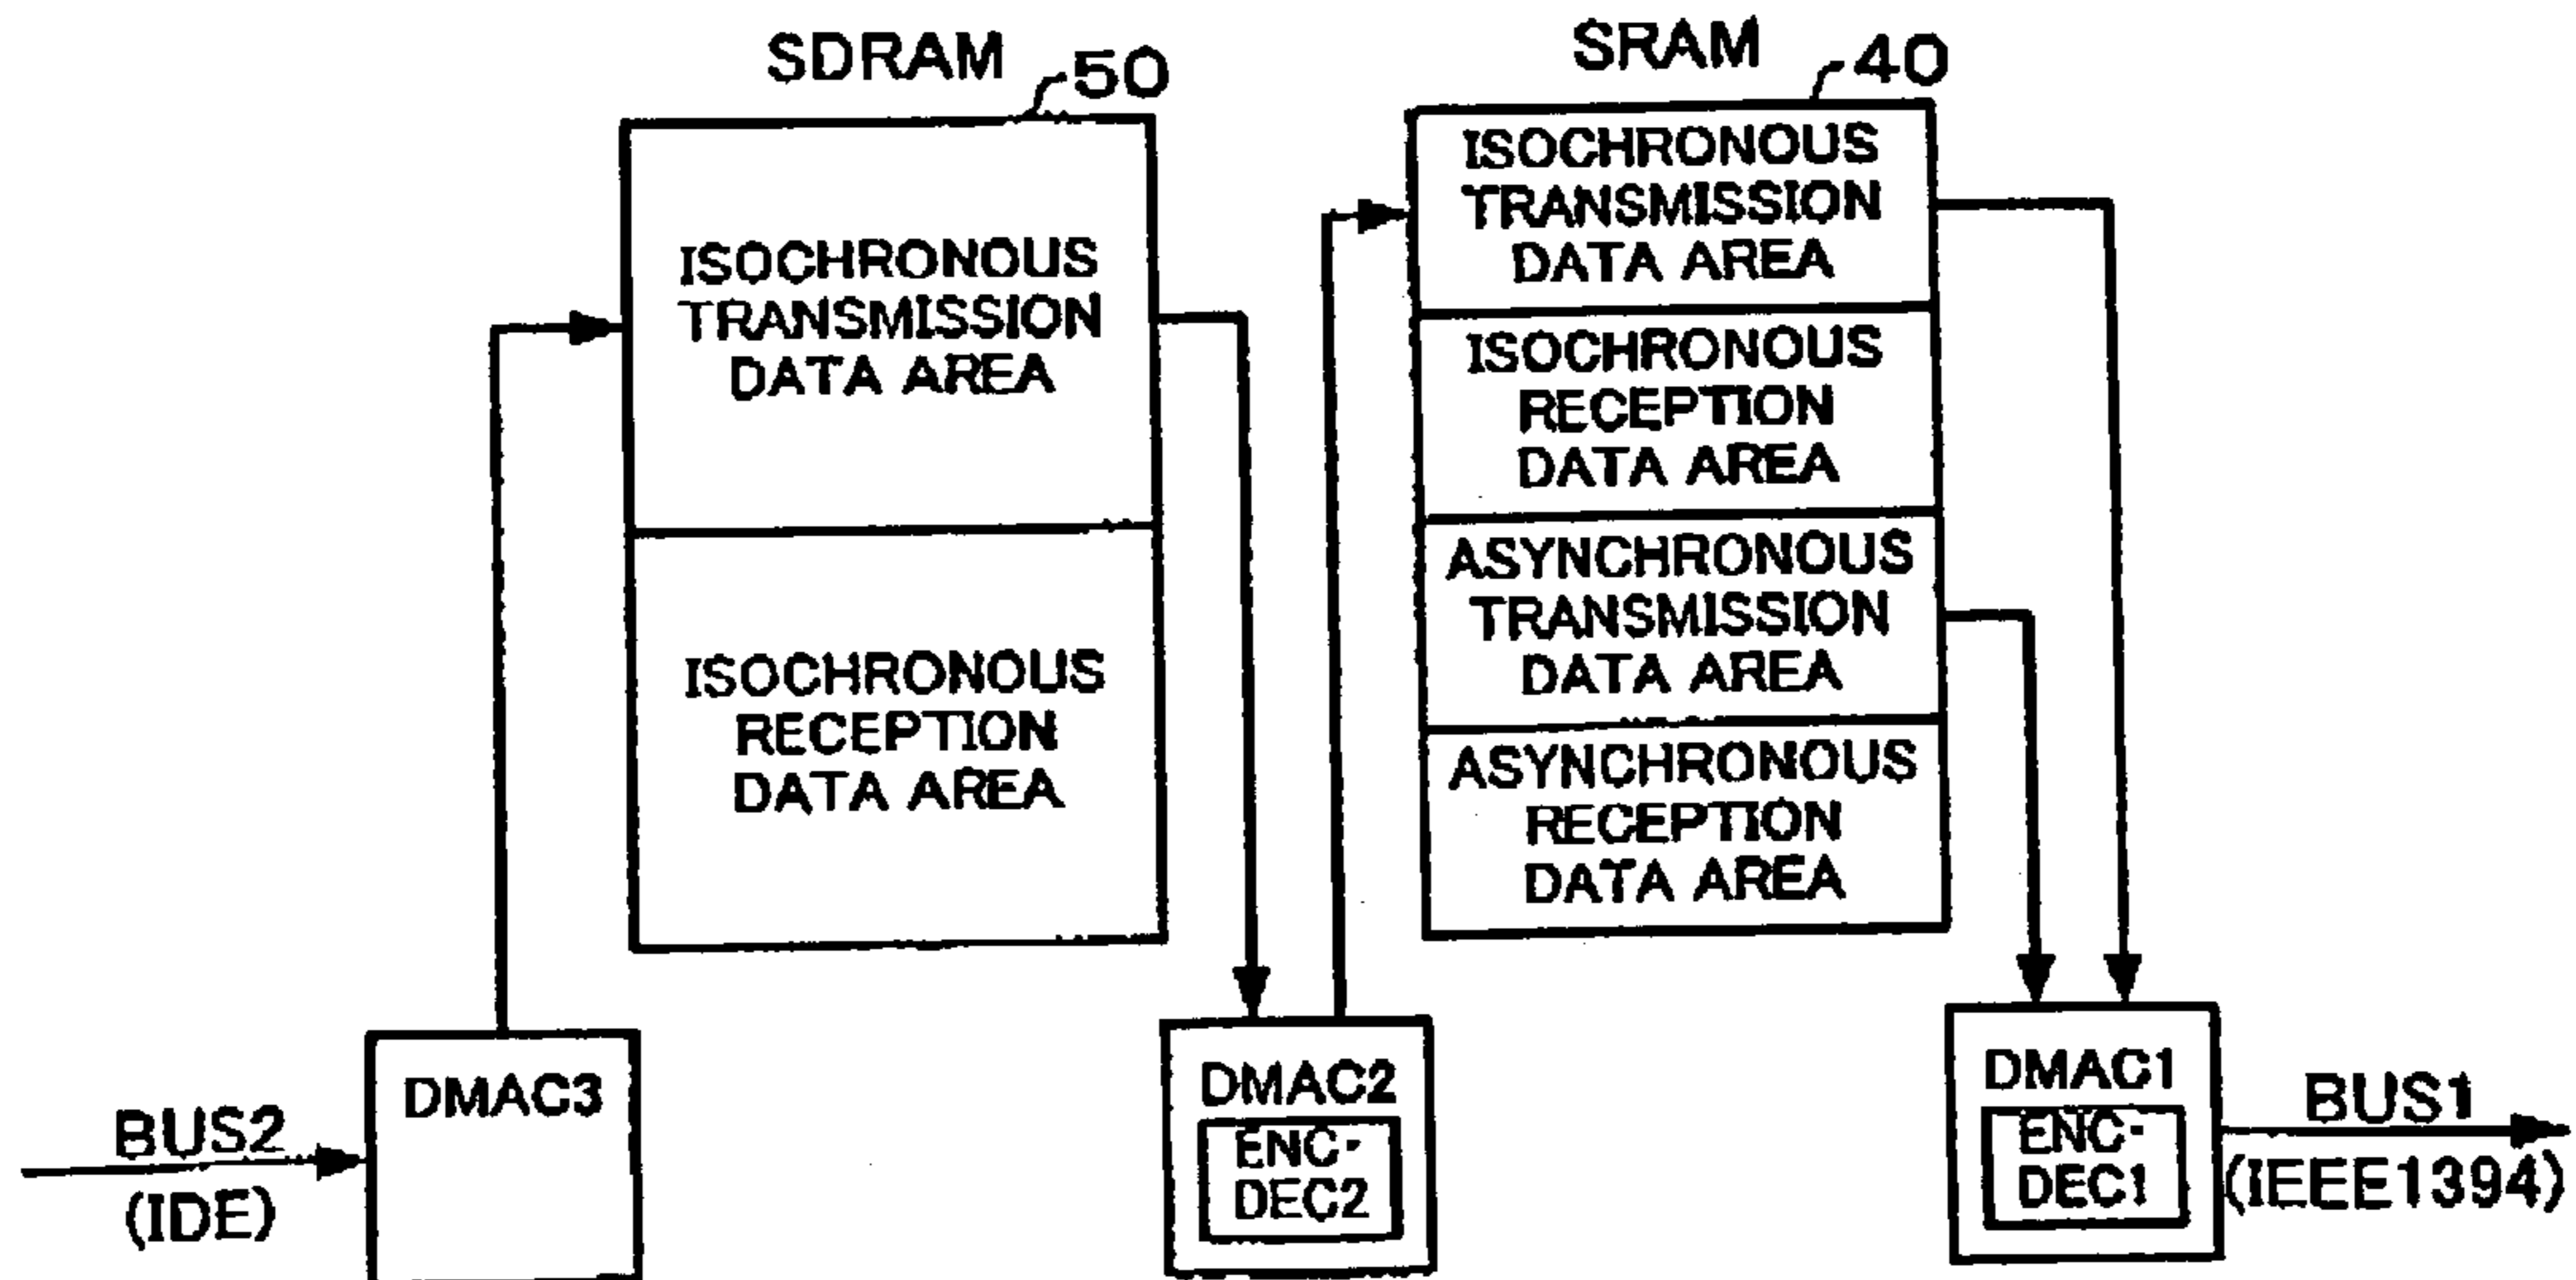 SDRAM
50
ISOCHRONOUS
TRANSMISSION
DATA AREA
ISOCHRONOUS
RECEPTION
DATA AREA
SRAM
40
ISOCHRONOUS
TRANSMISSION
DATA AREA
ISOCHRONOUS
RECEPTION
DATA AREA
ASYNCHRONOUS
TRANSMISSION
DATA AREA
ASYNCHRONOUS
RECEPTION
DATA AREA
BUS2
(IDE)
DMAC3
DMAC2
ENC-
DEC2
DMAC1
ENC-
DEC1
BUS1
(IEEE1394)